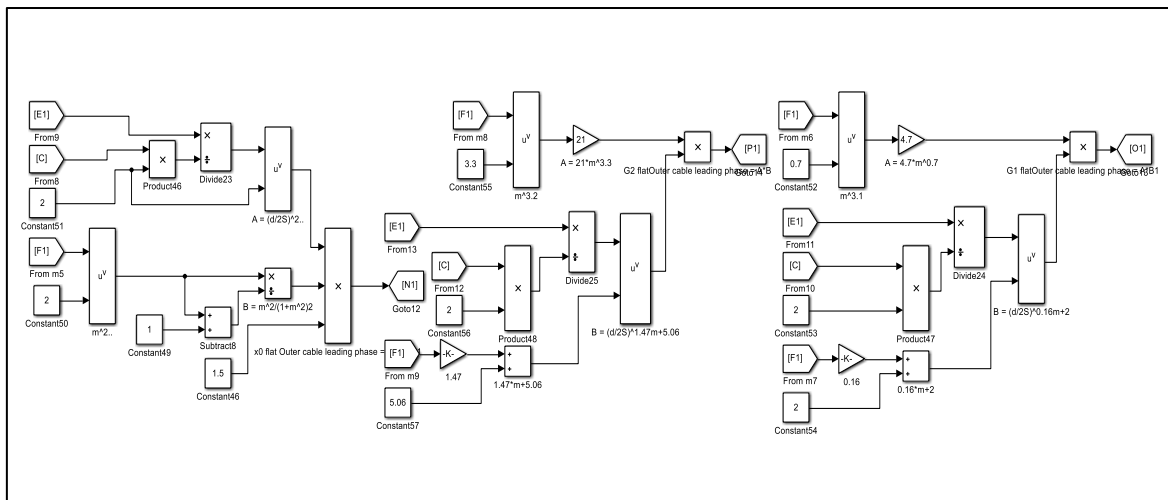 [E1]
From9
[C]
From8
2
Constant51
×
Product46
×
÷
Divide23
u^v
A = (d/2S)^2..
[F1]
From m5
2
Constant50
u^v
m^2..
1
Constant49
+
+
Subtract8
×
÷
B = m^2/(1+m^2)2
1.5
Constant46
×
x0 flat Outer cable leading phase =
[N1]
Goto12
[F1]
From m8
3.3
Constant55
u^v
m^3.2
21
A = 21*m^3.3
×
G2 flatOuter cable leading phase = A*B
[P1]
Goto14
[E1]
From13
[C]
From12
2
Constant56
×
Product48
×
÷
Divide25
u^v
B = (d/2S)^1.47m+5.06
[F1]
From m9
-K-
1.47
5.06
Constant57
+
+
1.47*m+5.06
[F1]
From m6
0.7
Constant52
u^v
m^3.1
4.7
A = 4.7*m^0.7
×
G1 flatOuter cable leading phase = A*B1
[O1]
[E1]
From11
[C]
From10
2
Constant53
×
Product47
×
÷
Divide24
u^v
B = (d/2S)^0.16m+2
[F1]
From m7
-K-
0.16
2
Constant54
+
+
0.16*m+2